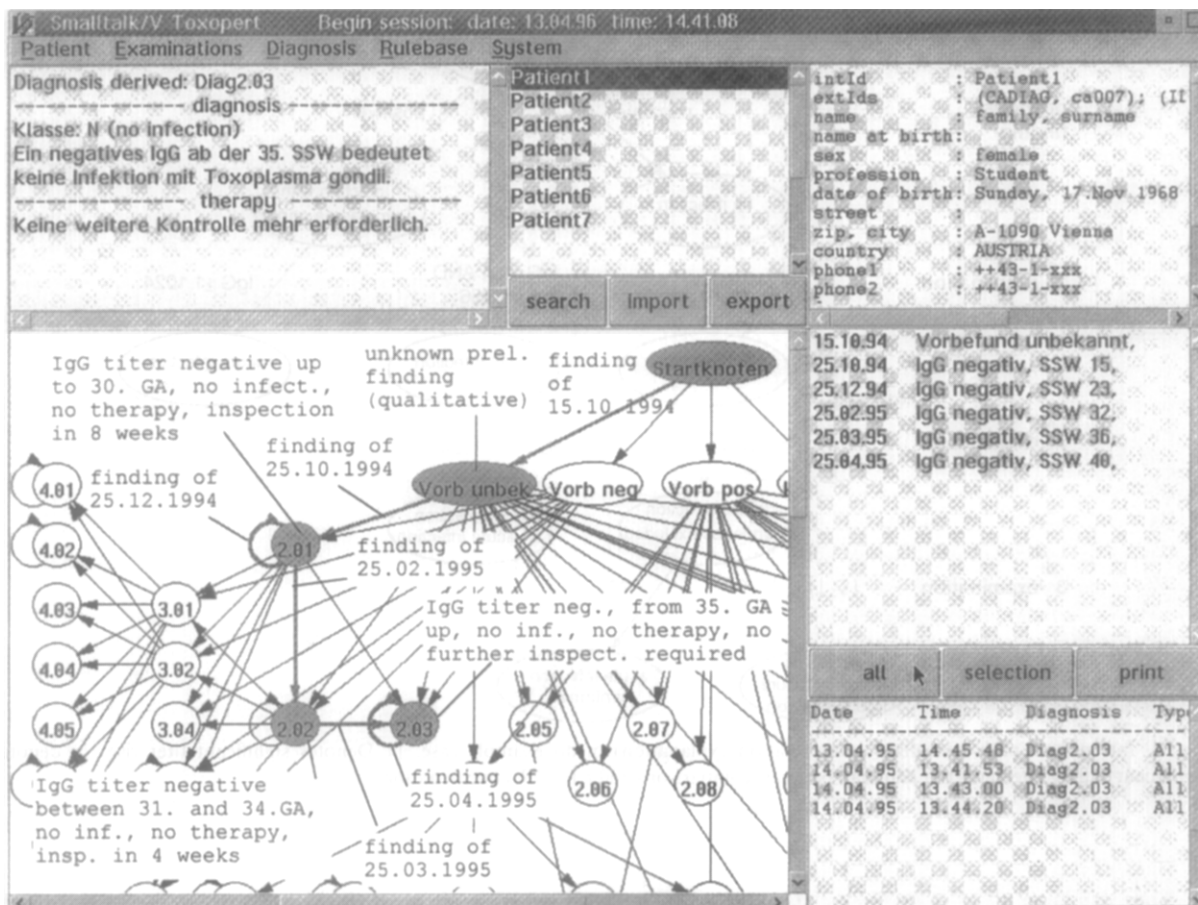 Smalltalk/V Toxopert Begin session: date: 13.04.96 time: 14.41.08
Patient Examinations Diagnosis Rulebase System
Diagnosis derived: Diag2.03
diagnosis
Klasse: N (no infection)
Ein negatives IgG ab der 35. SSW bedeutet
keine Infektion mit Toxoplasma gondii.
therapy
Keine weitere Kontrolle mehr erforderlich.
Patient1
Patient2
Patient3
Patient4
Patient5
Patient6
Patient7
search import export
intId : Patient1
extIds : (CADIAG, ca007); (II
name : family, surname
name at birth:
sex : female
profession : Student
date of birth: Sunday, 17.Nov 1968
street :
zip, city : A-1090 Vienna
country : AUSTRIA
phone1 : ++43-1-xxx
phone2 : ++43-1-xxx
IgG titer negative up
to 30. GA, no infect.,
no therapy, inspection
in 8 weeks
unknown prel.
finding
(qualitative)
finding
of
15.10.1994
Startknoten
finding of
25.10.1994
finding of
25.12.1994
Vorb unbek
Vorb neg
Vorb pos
4.01
4.02
2.01
finding of
25.02.1995
4.03
3.01
IgG titer neg., from 35. GA
up, no inf., no therapy, no
further inspect. required
4.04
3.02
4.05
3.04
2.02
2.03
2.05
2.07
2.06
2.08
IgG titer negative
between 31. and 34.GA,
no inf., no therapy,
insp. in 4 weeks
finding of
25.04.1995
finding of
25.03.1995
15.10.94 Vorbefund unbekannt,
25.10.94 IgG negativ, SSW 15,
25.12.94 IgG negativ, SSW 23,
25.02.95 IgG negativ, SSW 32,
25.03.95 IgG negativ, SSW 36,
25.04.95 IgG negativ, SSW 40,
all selection print
Date Time Diagnosis Type
13.04.95 14.45.48 Diag2.03 All
14.04.95 13.41.53 Diag2.03 All
14.04.95 13.43.00 Diag2.03 All
14.04.95 13.44.20 Diag2.03 All